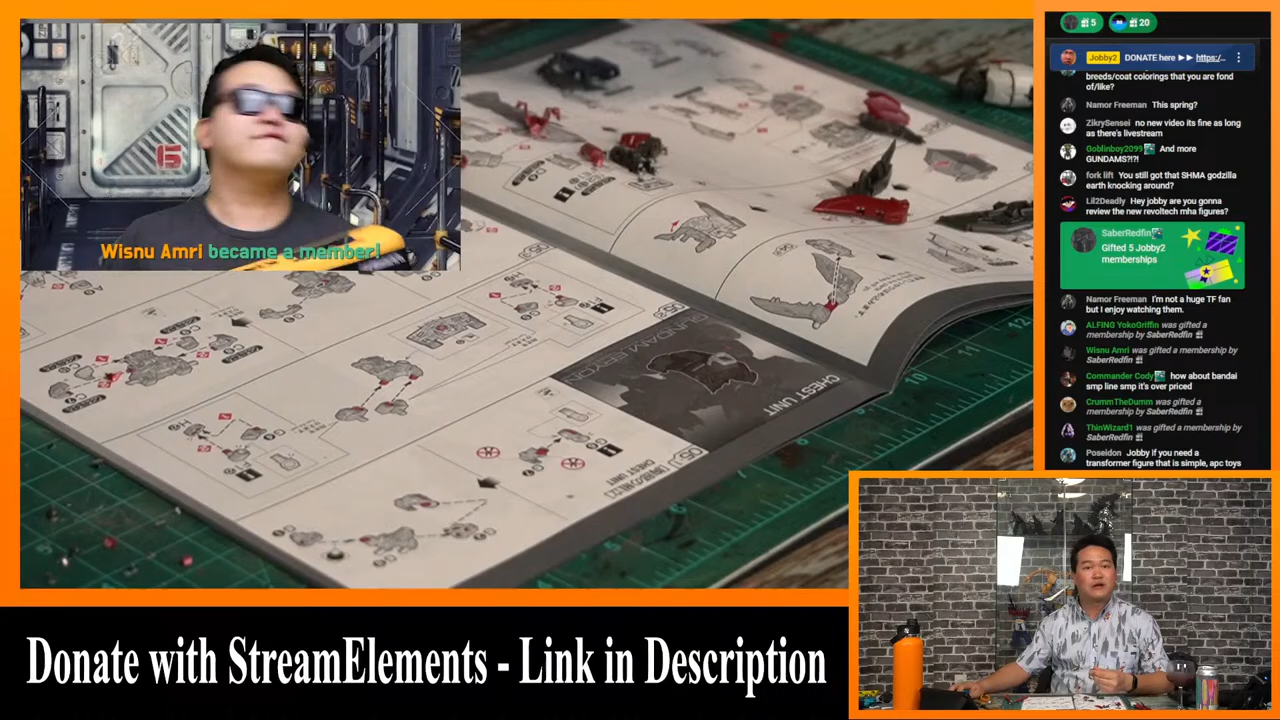 5
20
Jobby2 DONATE here ►► https:/...
breeds/coat colorings that you are fond
of/like?
Namor Freeman This spring?
ZikrySensei no new video its fine as long
as there's livestream
Goblinboy2099 And more
GUNDAMS?!?!
fork lift You still got that SHMA godzilla
earth knocking around?
Lil2Deadly Hey jobby are you gonna
review the new revoltech mha figures?
SaberRedfin
Gifted 5 Jobby2
memberships
Namor Freeman I'm not a huge TF fan
but I enjoy watching them.
ALFING YokoGriffin was gifted a
membership by SaberRedfin
Wisnu Amri was gifted a membership by
SaberRedfin
Commander Cody how about bandai
smp line smp it's over priced
CrummTheDumm was gifted a
membership by SaberRedfin
ThinWizard1 was gifted a membership by
SaberRedfin
Poseidon Jobby if you need a
transformer figure that is simple, apc toys
Wisnu Amri became a member!
CHEST UNIT
CHEST UNIT
Donate with StreamElements - Link in Description